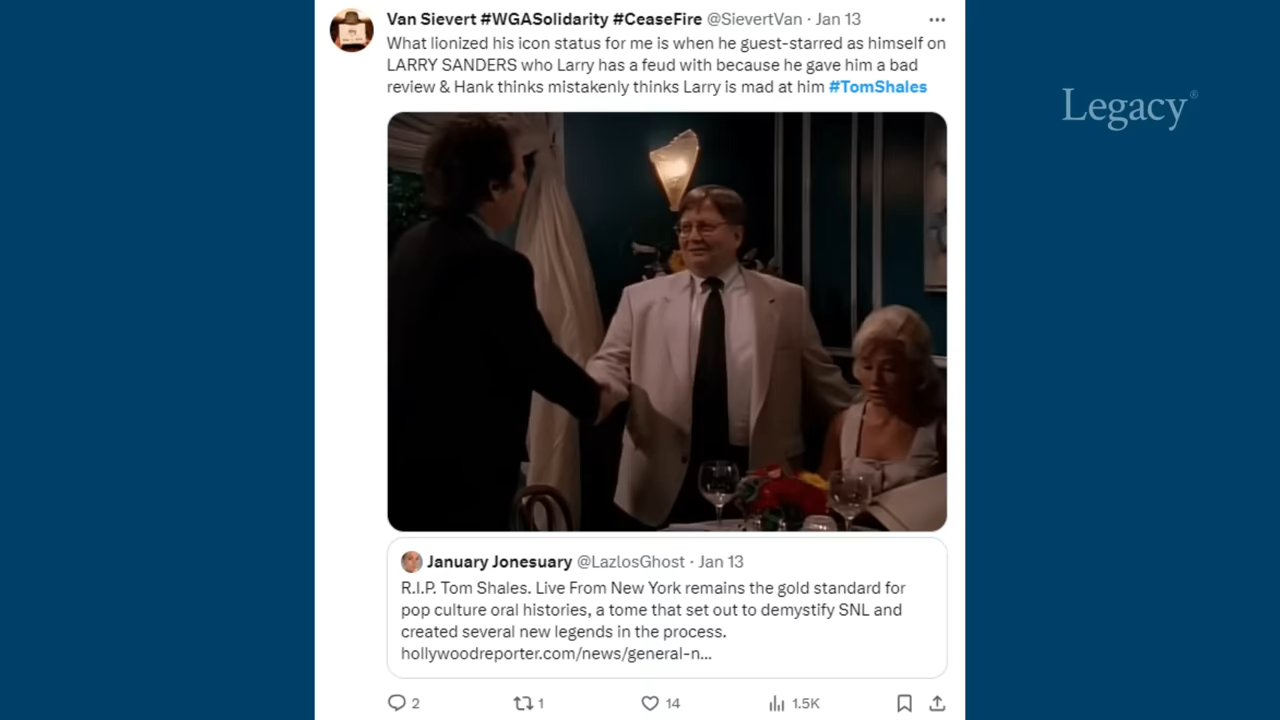 Van Sievert #WGASolidarity #CeaseFire @SievertVan · Jan 13
What lionized his icon status for me is when he guest-starred as himself on
LARRY SANDERS who Larry has a feud with because he gave him a bad
review & Hank thinks mistakenly thinks Larry is mad at him #TomShales
Legacy®
January Jonesuary @LazlosGhost · Jan 13
R.I.P. Tom Shales. Live From New York remains the gold standard for
pop culture oral histories, a tome that set out to demystify SNL and
created several new legends in the process.
hollywoodreporter.com/news/general-n...
2 1 14 1.5K